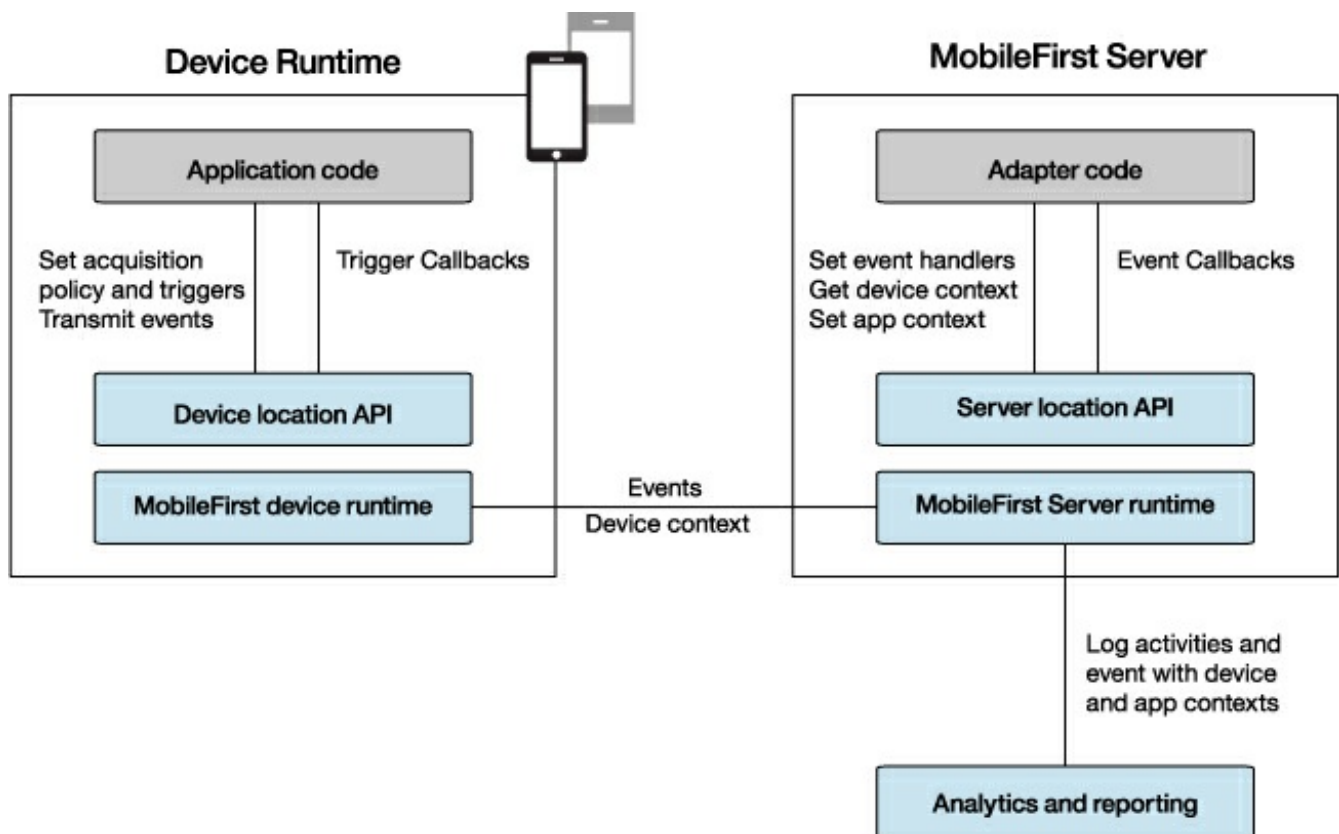 Device Runtime
MobileFirst Server
Application code
Adapter code
Set acquisition
policy and triggers
Transmit events
Trigger Callbacks
Set event handlers
Get device context
Set app context
Event Callbacks
Device location API
Server location API
MobileFirst device runtime
Events
Device context
MobileFirst Server runtime
Log activities and
event with device
and app contexts
Analytics and reporting